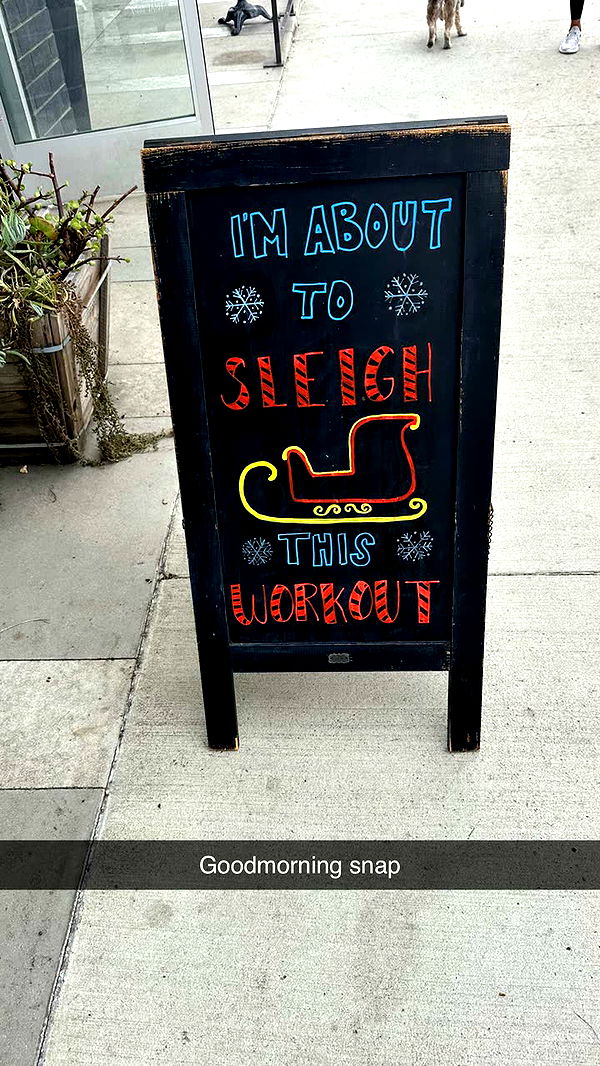 I'M ABOUT
TO
SLEIGH
THIS
WORKOUT
Goodmorning snap